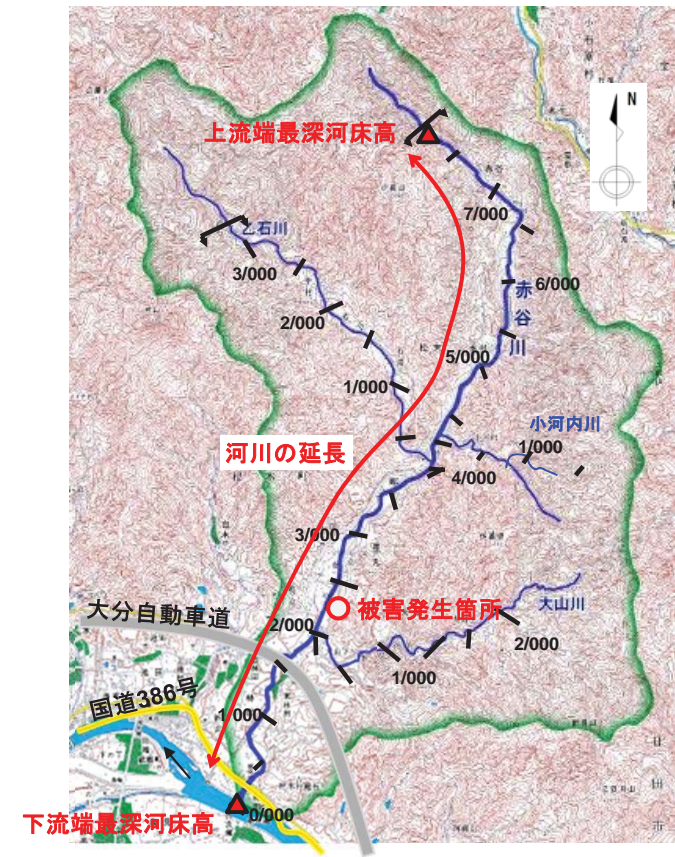 N
上流端最深河床高
7/000
乙石川
3/000
6/000
赤谷川
2/000
5/000
1/000
小河内川
1/000
河川の延長
4/000
3/000
被害発生箇所
大山川
大分自動車道
2/000
2/000
1/000
国道386号
1/000
0/000
下流端最深河床高